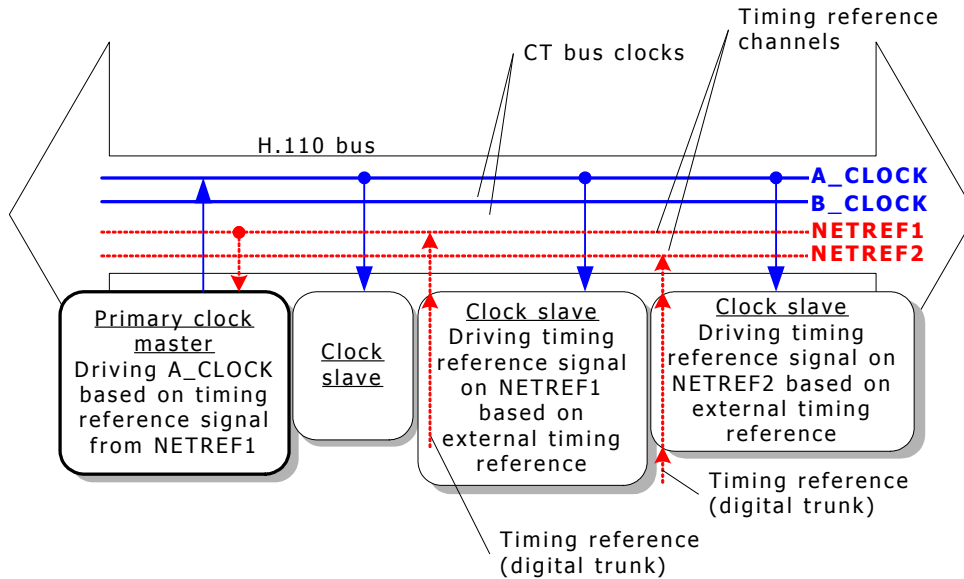 Timing reference
channels
CT bus clocks
H.110 bus
A_CLOCK
B_CLOCK
NETREF1
NETREF2
Primary clock
master
Driving A_CLOCK
based on timing
reference signal
from NETREF1
Clock
slave
Clock slave
Driving timing
reference signal
on NETREF1
based on
external timing
reference
Clock slave
Driving timing
reference signal on
NETREF2 based on
external timing
reference
Timing reference
(digital trunk)
Timing reference
(digital trunk)